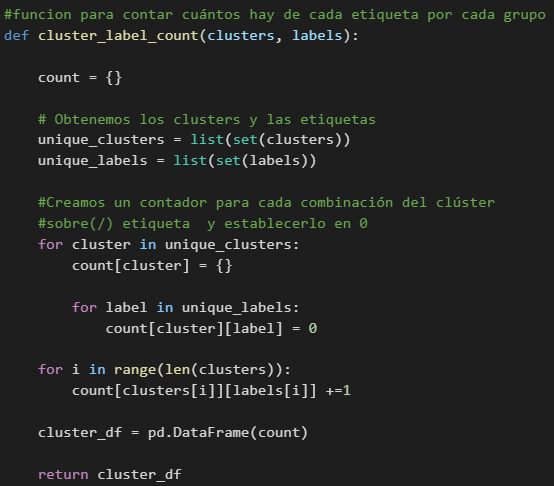 #funcion para contar cuántos hay de cada etiqueta por cada grupo
def cluster_label_count(clusters, labels):
    count = {}
    # Obtenemos los clusters y las etiquetas
    unique_clusters = list(set(clusters))
    unique_labels = list(set(labels))
    #Creamos un contador para cada combinación del clúster
    #sobre(/) etiqueta  y establecerlo en 0
    for cluster in unique_clusters:
        count[cluster] = {}
        for label in unique_labels:
            count[cluster][label] = 0
    for i in range(len(clusters)):
        count[clusters[i]][labels[i]] +=1
    cluster_df = pd.DataFrame(count)
    return cluster_df